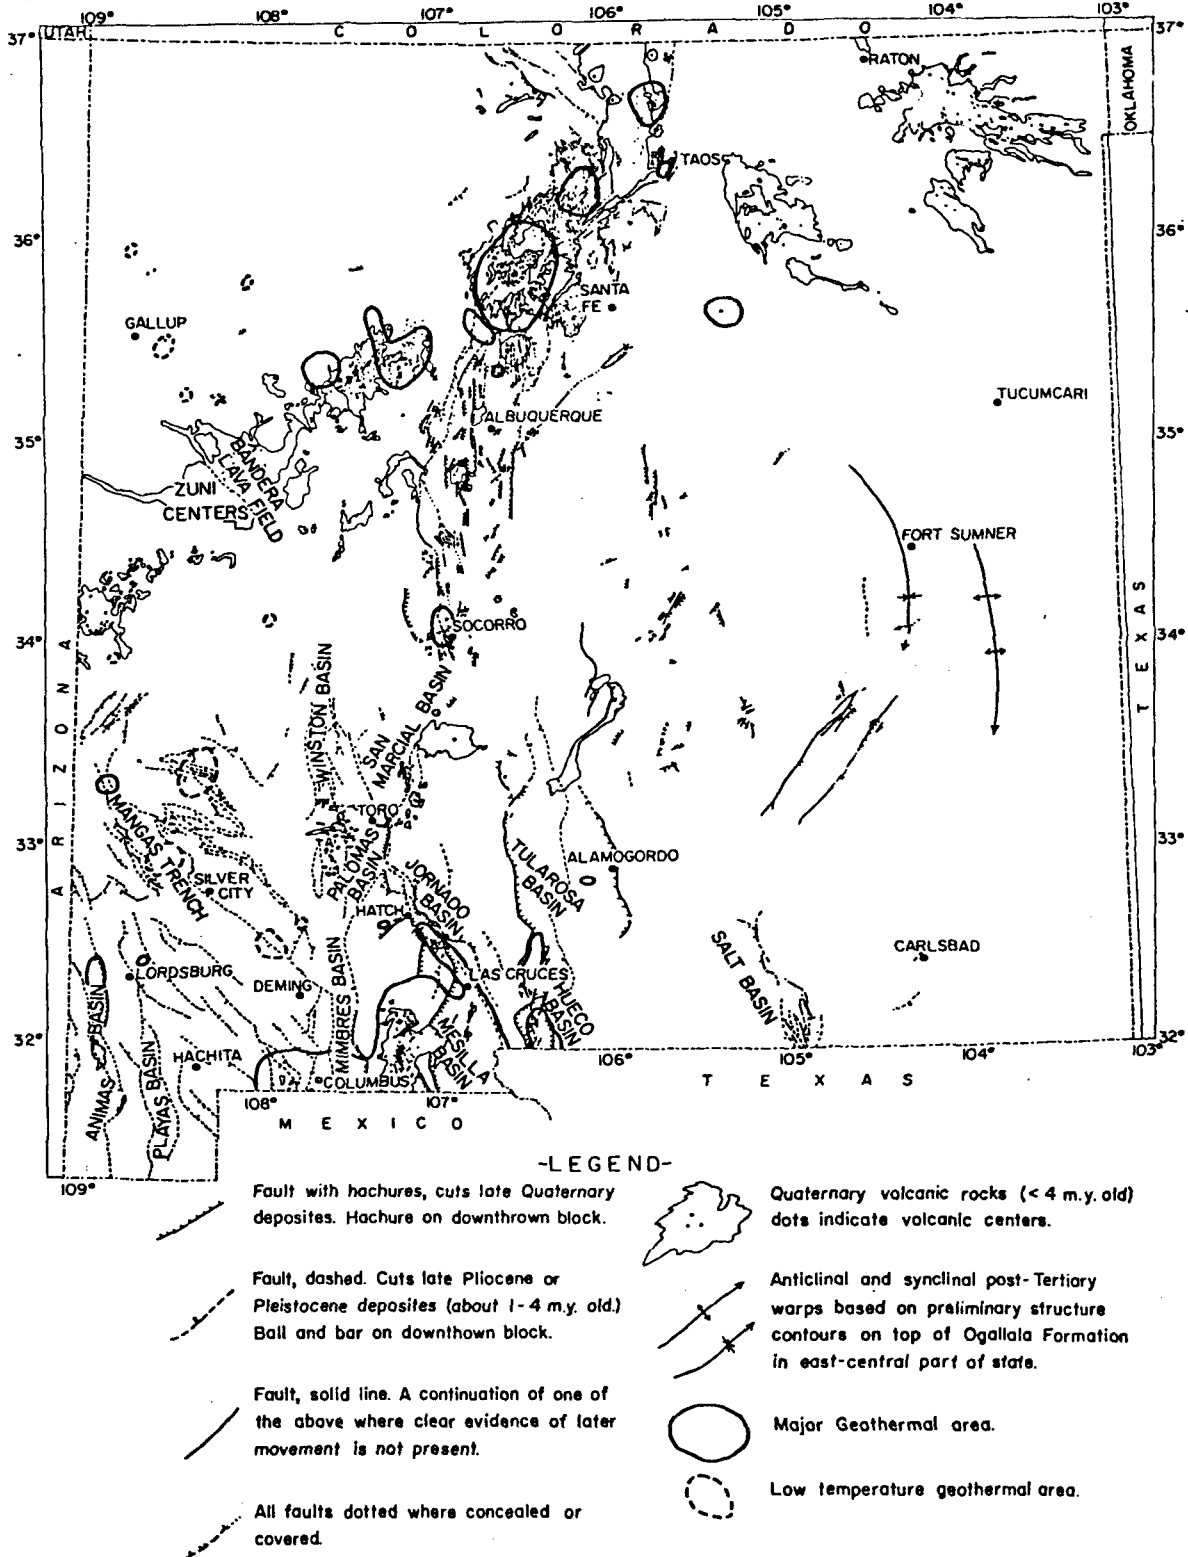 109° 108° 107° 106° 105° 104° 103°
37° UTAH C O L O R A D O 37°
RATON
OKLAHOMA
TAOS
36° 36°
SANTA
FE
GALLUP
TUCUMCARI
ALBUQUERQUE
35° 35°
BANDERA
LAVA FIELD
ZUNI
CENTERS
FORT SUMNER
SOCORRO
34° 34°
A R I Z O N A
T E X A S
WINSTON BASIN
SAN
MARCIAL BASIN
TORO
MANGAS TRENCH
33° 33°
PALOMAS
BASIN
JORNADO
BASIN
TULAROSA
BASIN
ALAMOGORDO
SILVER
CITY
HATCH
SALT BASIN
CARLSBAD
LORDSBURG
DEMING
MIMBRES BASIN
LAS CRUCES
HUECO
BASIN
MESILLA
BASIN
32° 32°
ANIMAS BASIN
PLAYAS BASIN
HACHITA
COLUMBUS
106° 105° 104° 103°
T E X A S
108° 107°
M E X I C O
109°
-LEGEND-
Fault with hachures, cuts late Quaternary
deposites. Hachure on downthrown block.
Fault, dashed. Cuts late Pliocene or
Pleistocene deposites (about 1-4 m.y. old.)
Ball and bar on downthown block.
Fault, solid line. A continuation of one of
the above where clear evidence of later
movement is not present.
All faults dotted where concealed or
covered.
Quaternary volcanic rocks (< 4 m.y. old)
dots indicate volcanic centers.
Anticlinal and synclinal post-Tertiary
warps based on preliminary structure
contours on top of Ogallala Formation
in east-central part of state.
Major Geothermal area.
Low temperature geothermal area.